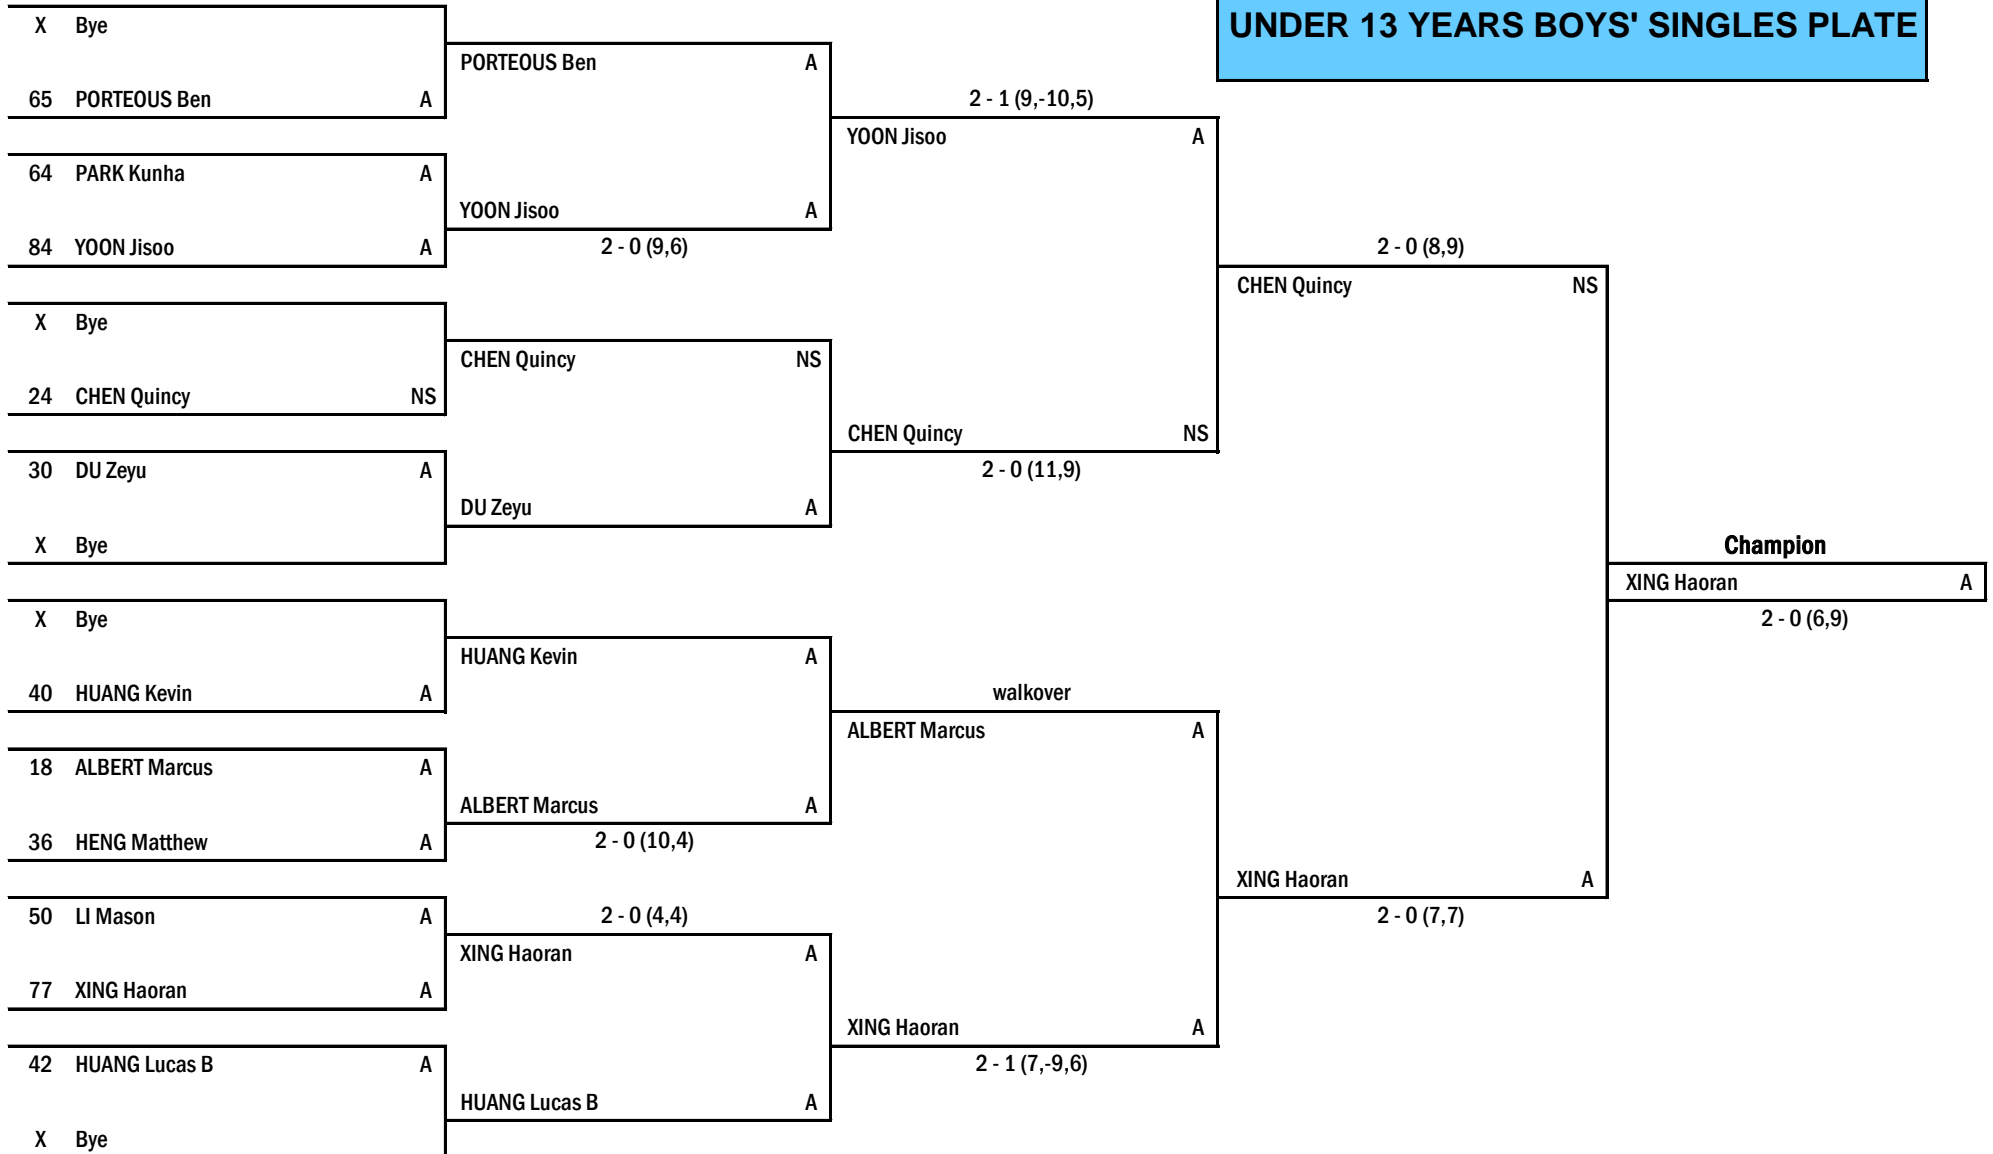 UNDER 13 YEARS BOYS' SINGLES PLATE
X Bye
65 PORTEOUS Ben A
64 PARK Kunha A
84 YOON Jisoo A
X Bye
24 CHEN Quincy NS
30 DU Zeyu A
X Bye
X Bye
40 HUANG Kevin A
18 ALBERT Marcus A
36 HENG Matthew A
50 LI Mason A
77 XING Haoran A
42 HUANG Lucas B A
X Bye
PORTEOUS Ben A
YOON Jisoo A
2 - 0 (9,6)
CHEN Quincy NS
DU Zeyu A
HUANG Kevin A
ALBERT Marcus A
2 - 0 (10,4)
2 - 0 (4,4)
XING Haoran A
HUANG Lucas B A
2 - 1 (9,-10,5)
YOON Jisoo A
CHEN Quincy NS
2 - 0 (11,9)
walkover
ALBERT Marcus A
XING Haoran A
2 - 1 (7,-9,6)
2 - 0 (8,9)
CHEN Quincy NS
XING Haoran A
2 - 0 (7,7)
Champion
XING Haoran A
2 - 0 (6,9)